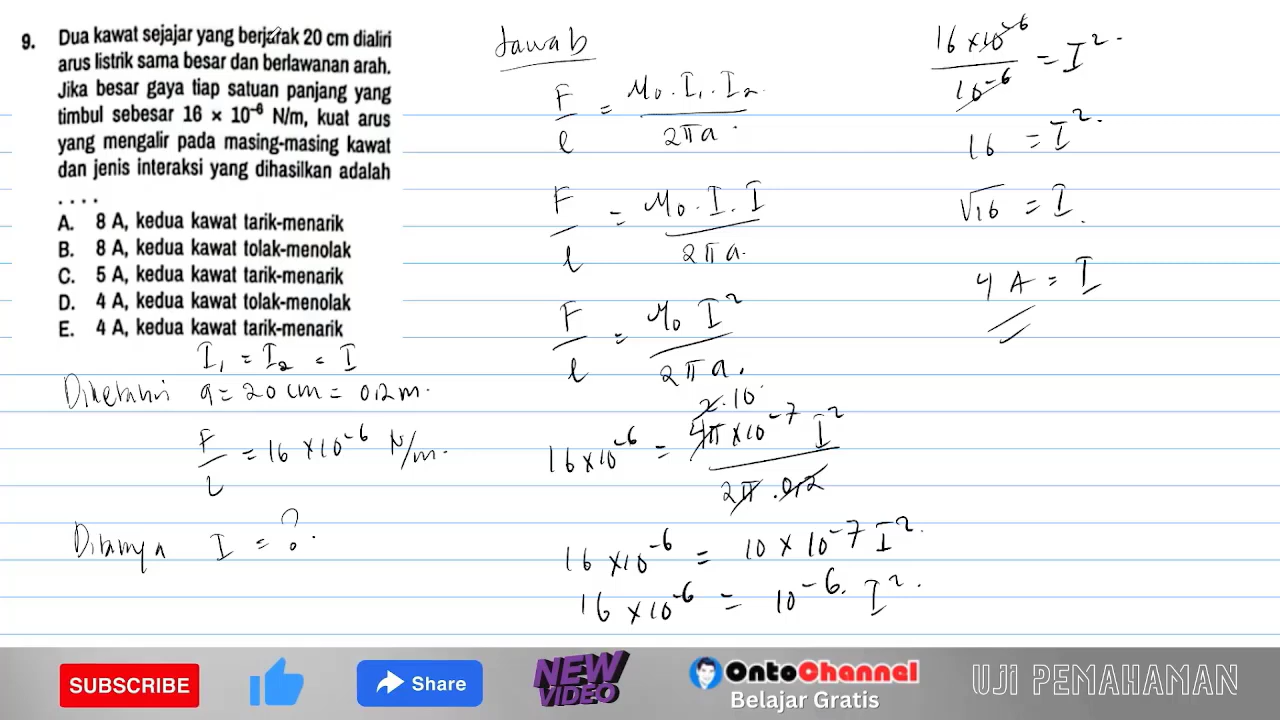 9. Dua kawat sejajar yang berjarak 20 cm dialiri
arus listrik sama besar dan berlawanan arah.
Jika besar gaya tiap satuan panjang yang
timbul sebesar 16 × 10⁻⁶ N/m, kuat arus
yang mengalir pada masing-masing kawat
dan jenis interaksi yang dihasilkan adalah
. . . .
A. 8 A, kedua kawat tarik-menarik
B. 8 A, kedua kawat tolak-menolak
C. 5 A, kedua kawat tarik-menarik
D. 4 A, kedua kawat tolak-menolak
E. 4 A, kedua kawat tarik-menarik
I₁ = I₂ = I
Diketahui a = 20 cm = 0,2 m.
F/L = 16 × 10⁻⁶ N/m.
Ditanya I = ?
Jawab
F/l = μ₀ . I₁ . I₂ / 2πa
F/l = μ₀ . I . I / 2πa
F/l = μ₀ I² / 2πa.
2.10
16 × 10⁻⁶ = 4π × 10⁻⁷ I² / 2π . 0,2
16 × 10⁻⁶ = 10 × 10⁻⁷ I²
16 × 10⁻⁶ = 10⁻⁶ . I²
16 × 10⁻⁶ / 10⁻⁶ = I²
16 = I²
√16 = I
4 A = I
SUBSCRIBE
Share
NEW
VIDEO
OntoChannel
Belajar Gratis
UJI PEMAHAMAN